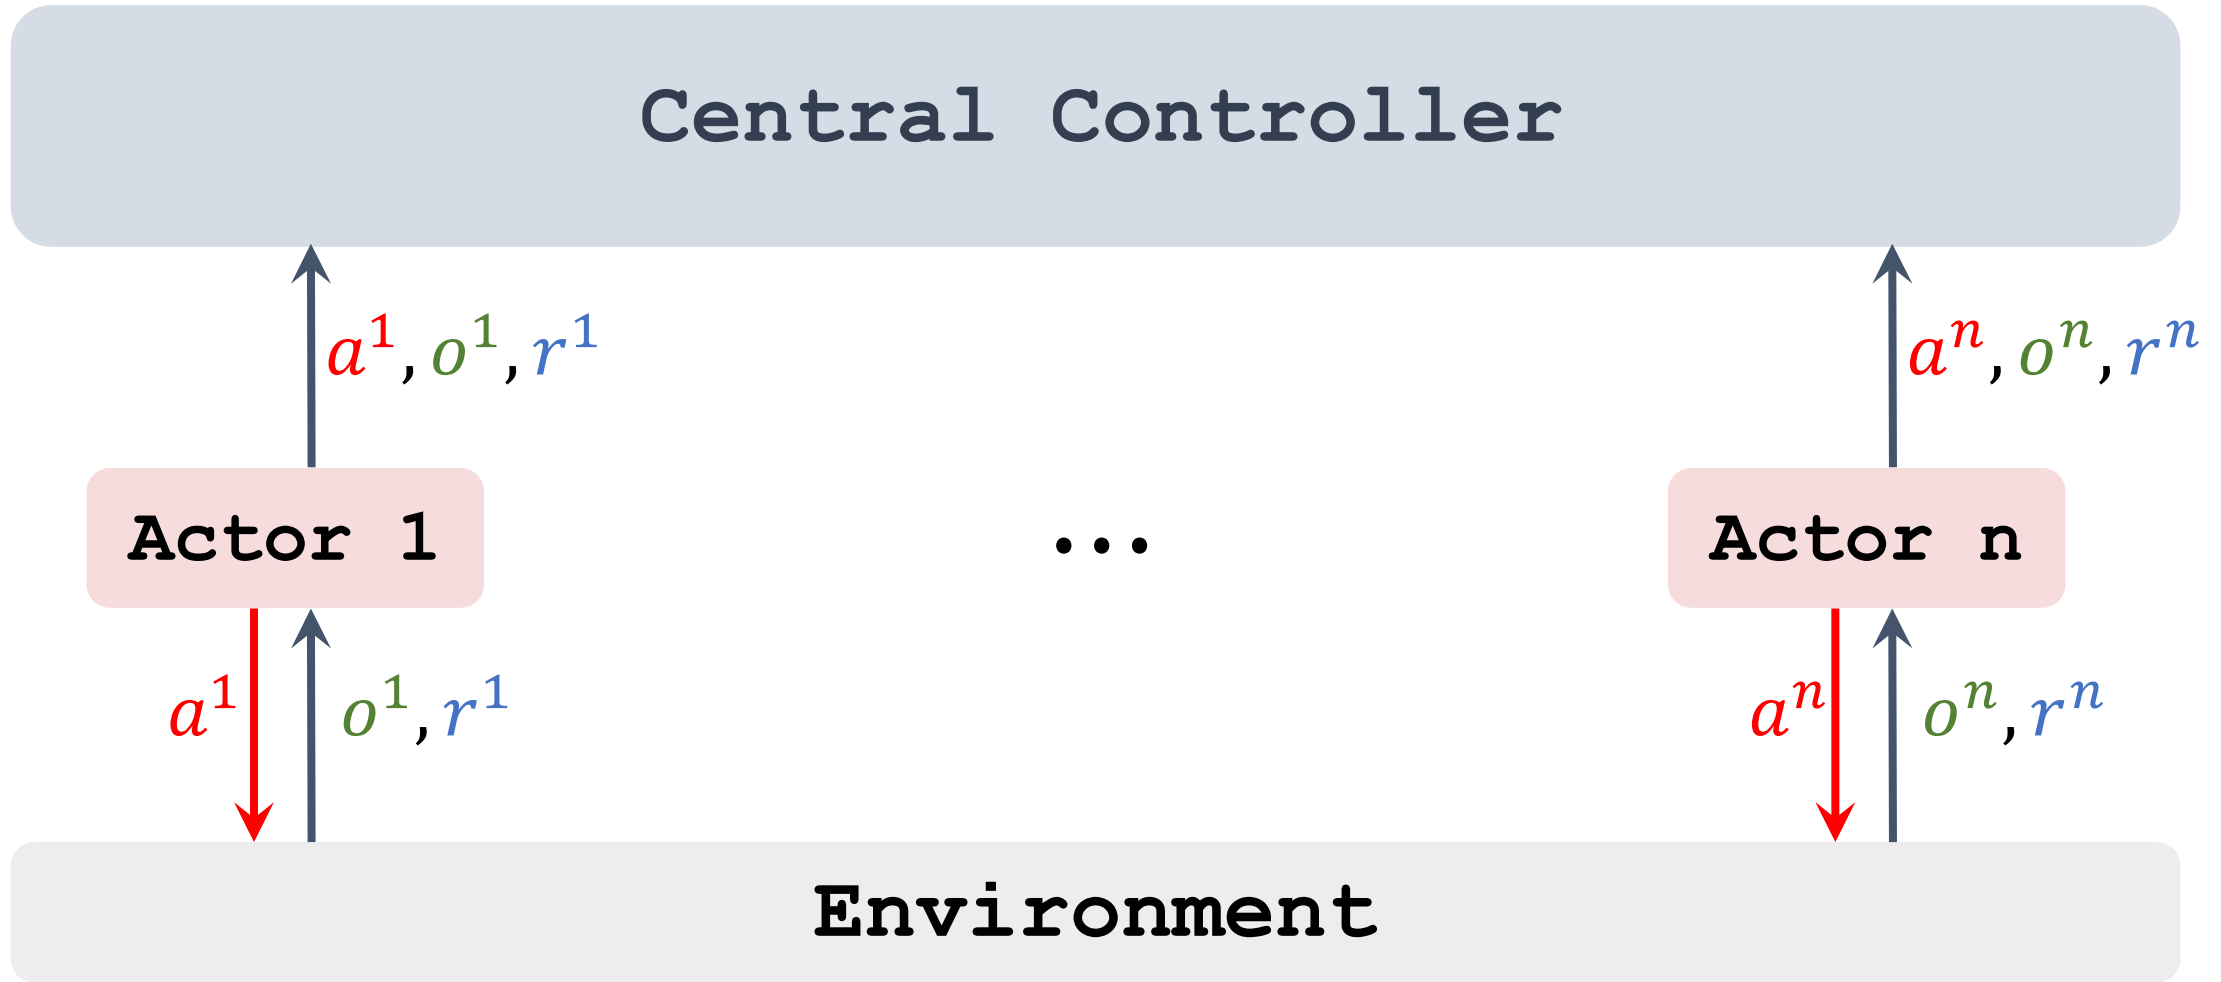 Central Controller
a¹, o¹, r¹
aⁿ, oⁿ, rⁿ
Actor 1
...
Actor n
a¹
o¹, r¹
aⁿ
oⁿ, rⁿ
Environment